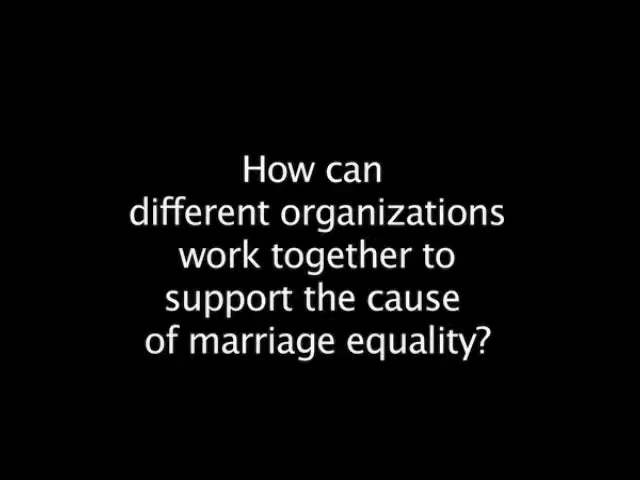 How can
different organizations
work together to
support the cause
of marriage equality?